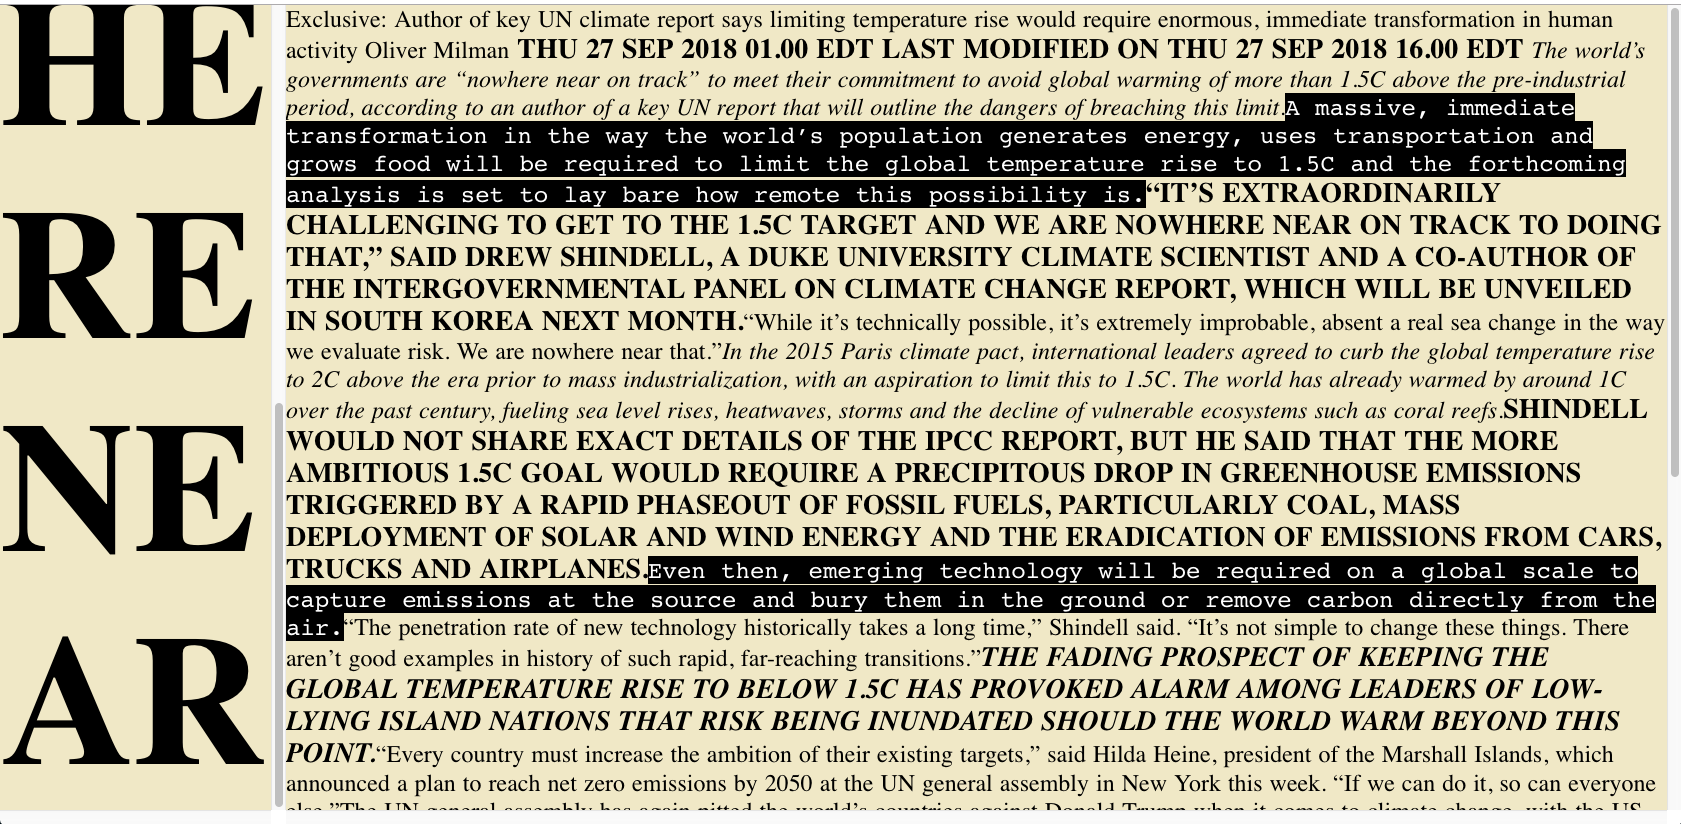 HE
RE
NE
AR
Exclusive: Author of key UN climate report says limiting temperature rise would require enormous, immediate transformation in human
activity Oliver Milman THU 27 SEP 2018 01.00 EDT LAST MODIFIED ON THU 27 SEP 2018 16.00 EDT The world’s
governments are “nowhere near on track” to meet their commitment to avoid global warming of more than 1.5C above the pre-industrial
period, according to an author of a key UN report that will outline the dangers of breaching this limit.A massive, immediate
transformation in the way the world’s population generates energy, uses transportation and
grows food will be required to limit the global temperature rise to 1.5C and the forthcoming
analysis is set to lay bare how remote this possibility is.“IT’S EXTRAORDINARILY
CHALLENGING TO GET TO THE 1.5C TARGET AND WE ARE NOWHERE NEAR ON TRACK TO DOING
THAT,” SAID DREW SHINDELL, A DUKE UNIVERSITY CLIMATE SCIENTIST AND A CO-AUTHOR OF
THE INTERGOVERNMENTAL PANEL ON CLIMATE CHANGE REPORT, WHICH WILL BE UNVEILED
IN SOUTH KOREA NEXT MONTH.“While it’s technically possible, it’s extremely improbable, absent a real sea change in the way
we evaluate risk. We are nowhere near that.”In the 2015 Paris climate pact, international leaders agreed to curb the global temperature rise
to 2C above the era prior to mass industrialization, with an aspiration to limit this to 1.5C. The world has already warmed by around 1C
over the past century, fueling sea level rises, heatwaves, storms and the decline of vulnerable ecosystems such as coral reefs.SHINDELL
WOULD NOT SHARE EXACT DETAILS OF THE IPCC REPORT, BUT HE SAID THAT THE MORE
AMBITIOUS 1.5C GOAL WOULD REQUIRE A PRECIPITOUS DROP IN GREENHOUSE EMISSIONS
TRIGGERED BY A RAPID PHASEOUT OF FOSSIL FUELS, PARTICULARLY COAL, MASS
DEPLOYMENT OF SOLAR AND WIND ENERGY AND THE ERADICATION OF EMISSIONS FROM CARS,
TRUCKS AND AIRPLANES.Even then, emerging technology will be required on a global scale to
capture emissions at the source and bury them in the ground or remove carbon directly from the
air.“The penetration rate of new technology historically takes a long time,” Shindell said. “It’s not simple to change these things. There
aren’t good examples in history of such rapid, far-reaching transitions.”THE FADING PROSPECT OF KEEPING THE
GLOBAL TEMPERATURE RISE TO BELOW 1.5C HAS PROVOKED ALARM AMONG LEADERS OF LOW-
LYING ISLAND NATIONS THAT RISK BEING INUNDATED SHOULD THE WORLD WARM BEYOND THIS
POINT.“Every country must increase the ambition of their existing targets,” said Hilda Heine, president of the Marshall Islands, which
announced a plan to reach net zero emissions by 2050 at the UN general assembly in New York this week. “If we can do it, so can everyone
else.”The UN general assembly has again pitted the world’s countries against Donald Trump when it comes to climate change, with the US